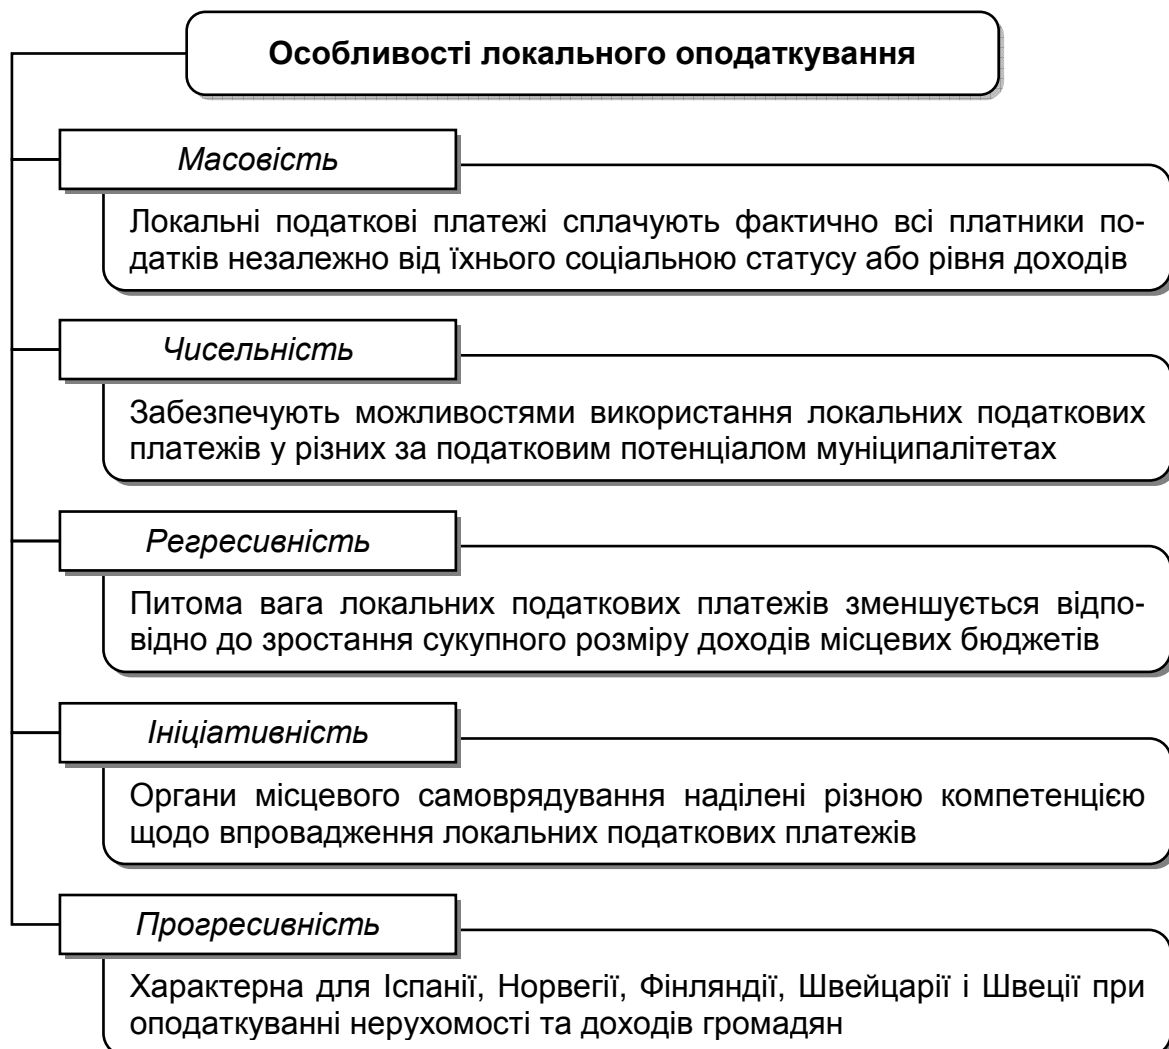 Особливості локального оподаткування
Масовість
Локальні податкові платежі сплачують фактично всі платники по-
датків незалежно від їхнього соціальною статусу або рівня доходів
Чисельність
Забезпечують можливостями використання локальних податкових
платежів у різних за податковим потенціалом муніципалітетах
Регресивність
Питома вага локальних податкових платежів зменшується відпо-
відно до зростання сукупного розміру доходів місцевих бюджетів
Ініціативність
Органи місцевого самоврядування наділені різною компетенцією
щодо впровадження локальних податкових платежів
Прогресивність
Характерна для Іспанії, Норвегії, Фінляндії, Швейцарії і Швеції при
оподаткуванні нерухомості та доходів громадян